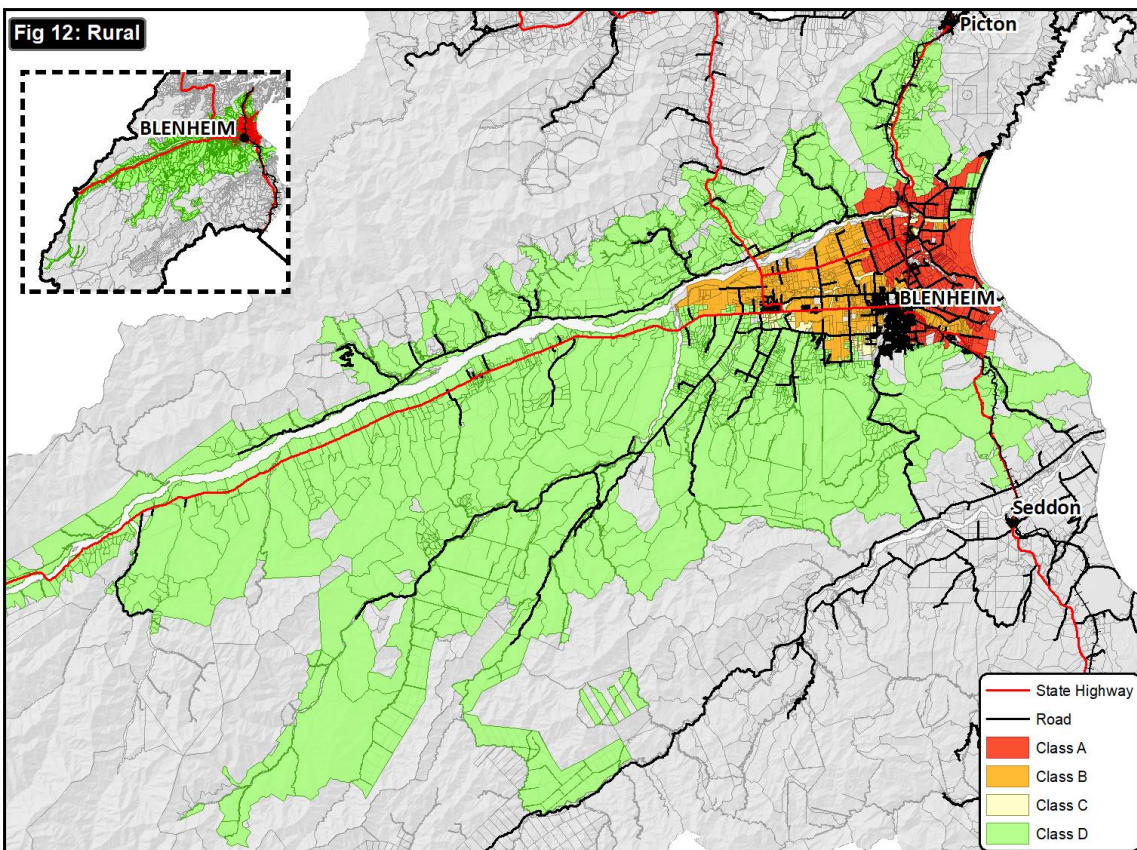 Fig 12: Rural
Picton
BLENHEIM
BLENHEIM
Seddon
State Highway
Road
Class A
Class B
Class C
Class D